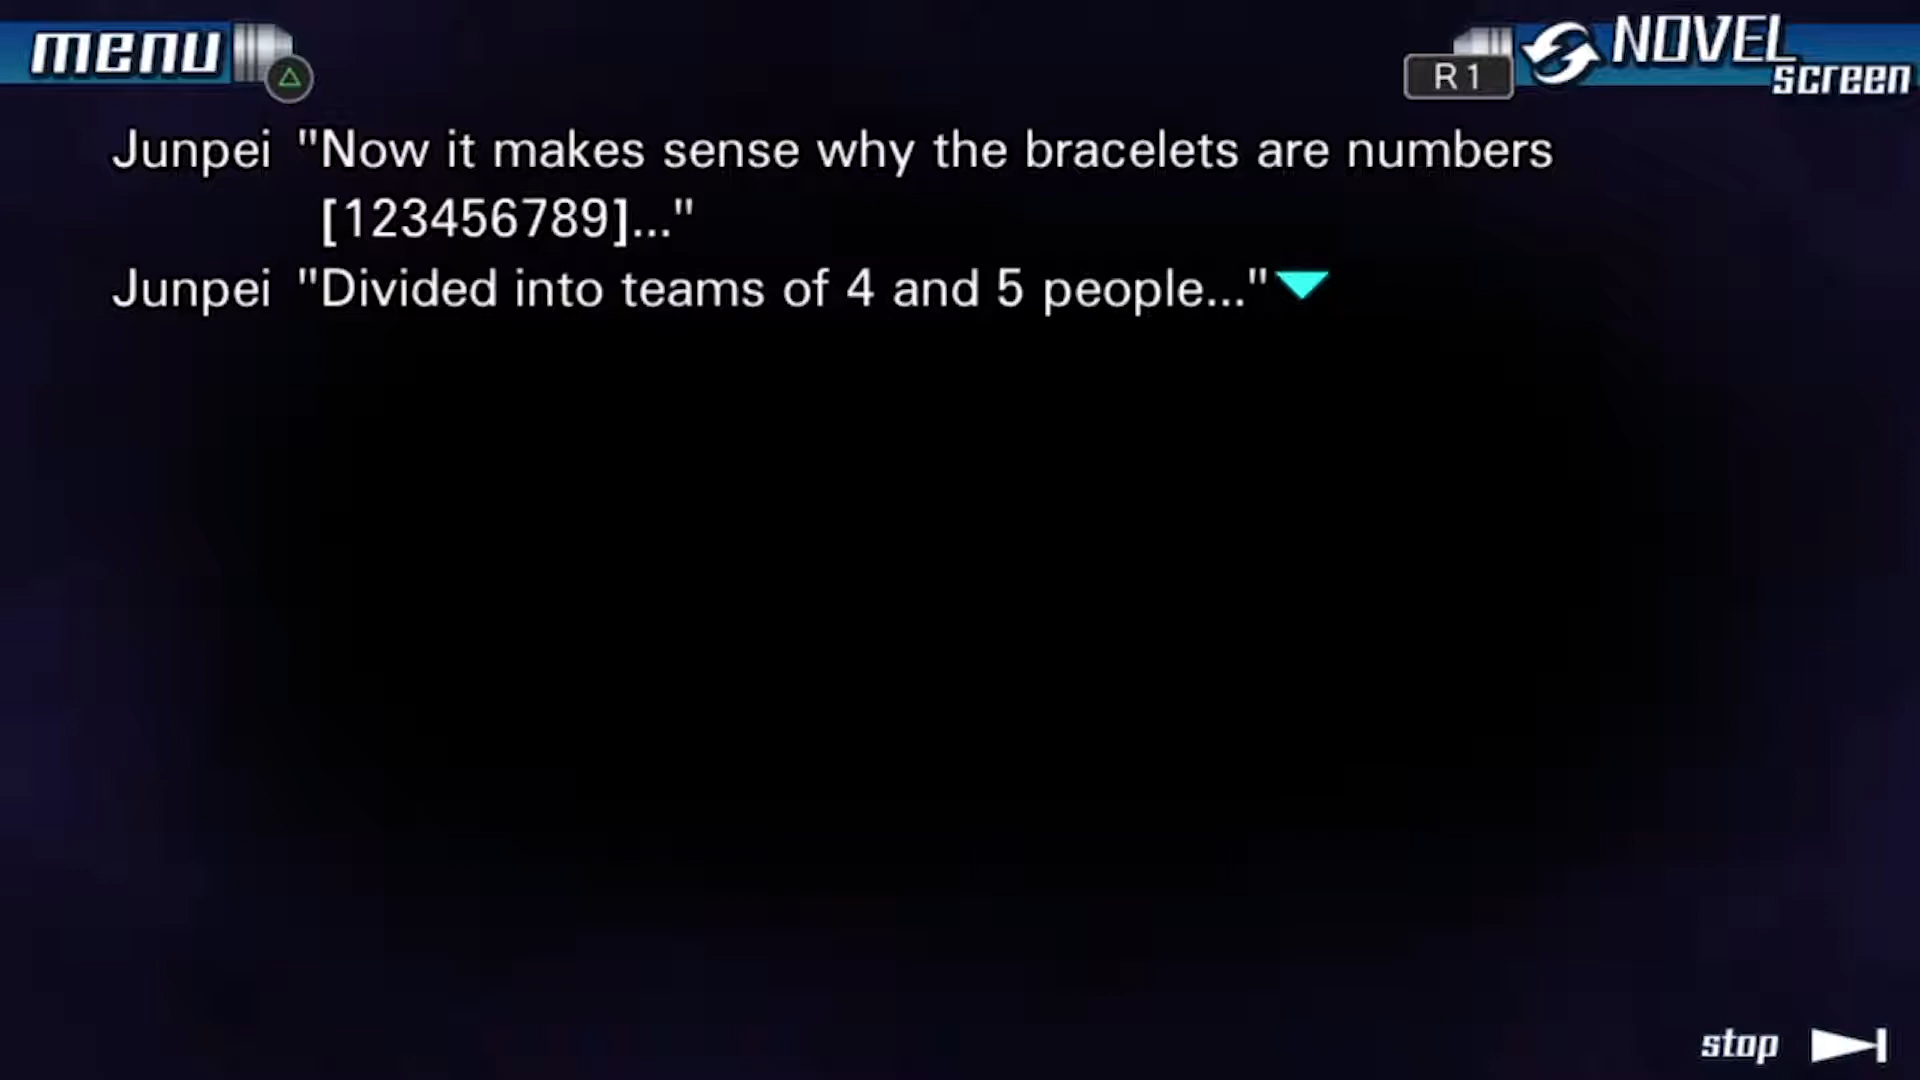 menu
R1 NOVEL
screen
Junpei "Now it makes sense why the bracelets are numbers
[123456789]..."
Junpei "Divided into teams of 4 and 5 people..."
stop